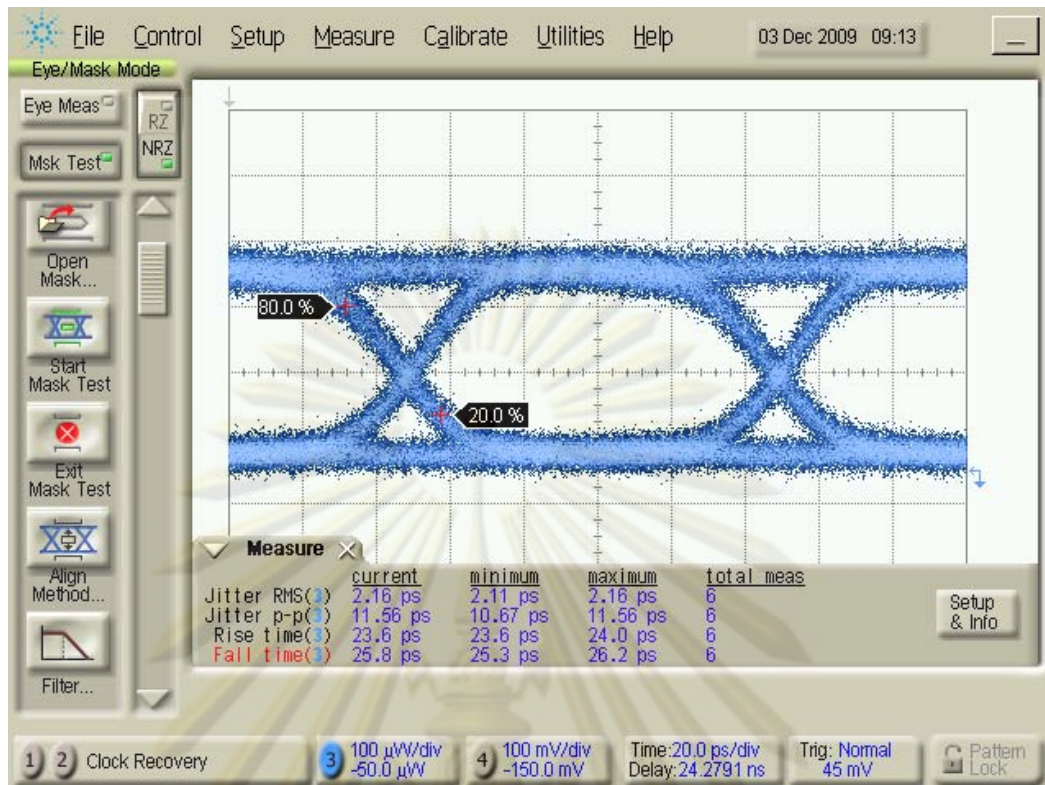 File Control Setup Measure Calibrate Utilities Help 03 Dec 2009 09:13
Eye/Mask Mode
Eye Meas
RZ
NRZ
Msk Test
Open
Mask...
80.0 %
Start
Mask Test
20.0 %
Exit
Mask Test
Align
Method...
Filter...
Measure
current minimum maximum total meas
Jitter RMS(3) 2.16 ps 2.11 ps 2.16 ps 6
Jitter p-p(3) 11.56 ps 10.67 ps 11.56 ps 6
Rise time(3) 23.6 ps 23.6 ps 24.0 ps 6
Fall time(3) 25.8 ps 25.3 ps 26.2 ps 6
Setup
& Info
1 2 Clock Recovery
3 100 µW/div
-50.0 µW
4 100 mV/div
-150.0 mV
Time:20.0 ps/div
Delay:24.2791 ns
Trig: Normal
45 mV
Pattern
Lock